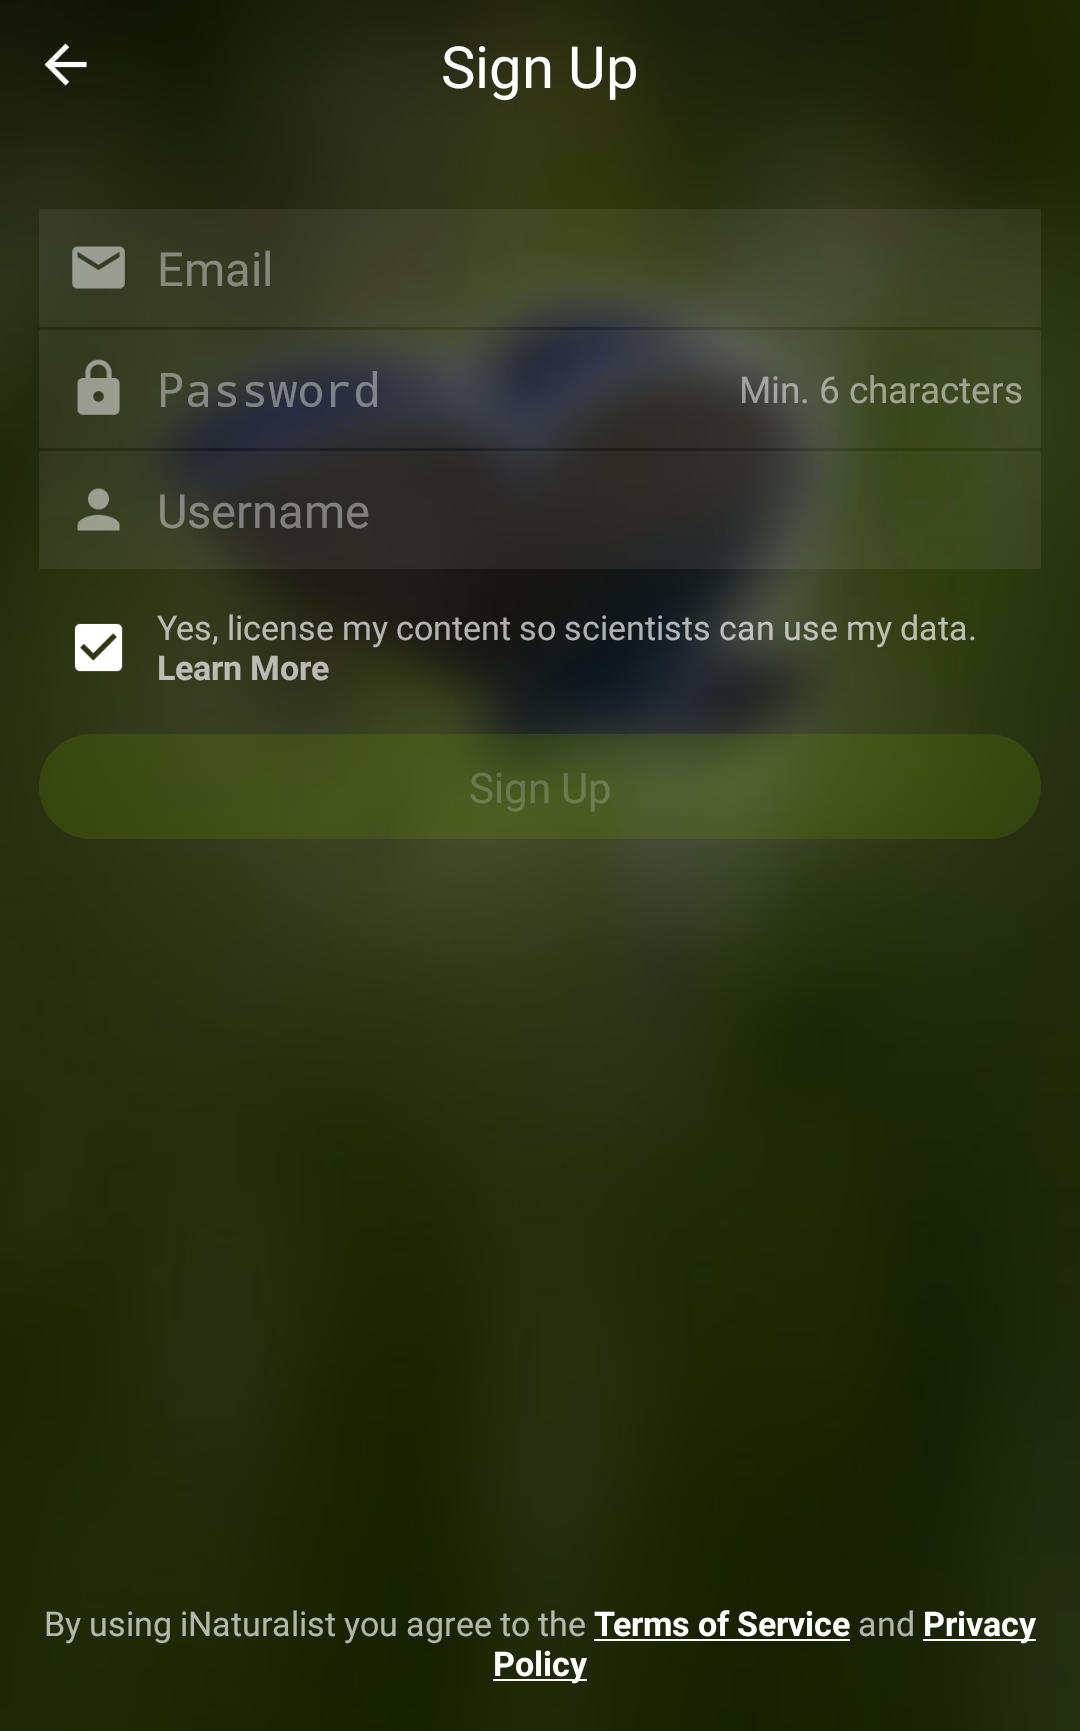 Sign Up
Email
Password
Min. 6 characters
Username
Yes, license my content so scientists can use my data.
Learn More
Sign Up
By using iNaturalist you agree to the Terms of Service and Privacy
Policy